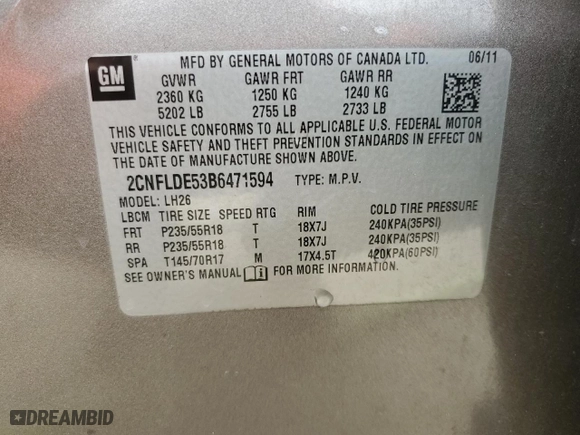 GM
MFD BY GENERAL MOTORS OF CANADA LTD. 06/11
GVWR GAWR FRT GAWR RR
2360 KG 1250 KG 1240 KG
5202 LB 2755 LB 2733 LB
THIS VEHICLE CONFORMS TO ALL APPLICABLE U.S. FEDERAL MOTOR
VEHICLE SAFETY AND THEFT PREVENTION STANDARDS IN EFFECT ON
THE DATE OF MANUFACTURE SHOWN ABOVE.
2CNFLDE53B6471594 TYPE: M.P.V.
MODEL: LH26
LBCM TIRE SIZE SPEED RTG RIM COLD TIRE PRESSURE
FRT P235/55R18 T 18X7J 240KPA(35PSI)
RR P235/55R18 T 18X7J 240KPA(35PSI)
SPA T145/70R17 M 17X4.5T 420KPA(60PSI)
SEE OWNER'S MANUAL FOR MORE INFORMATION.
DREAMBID